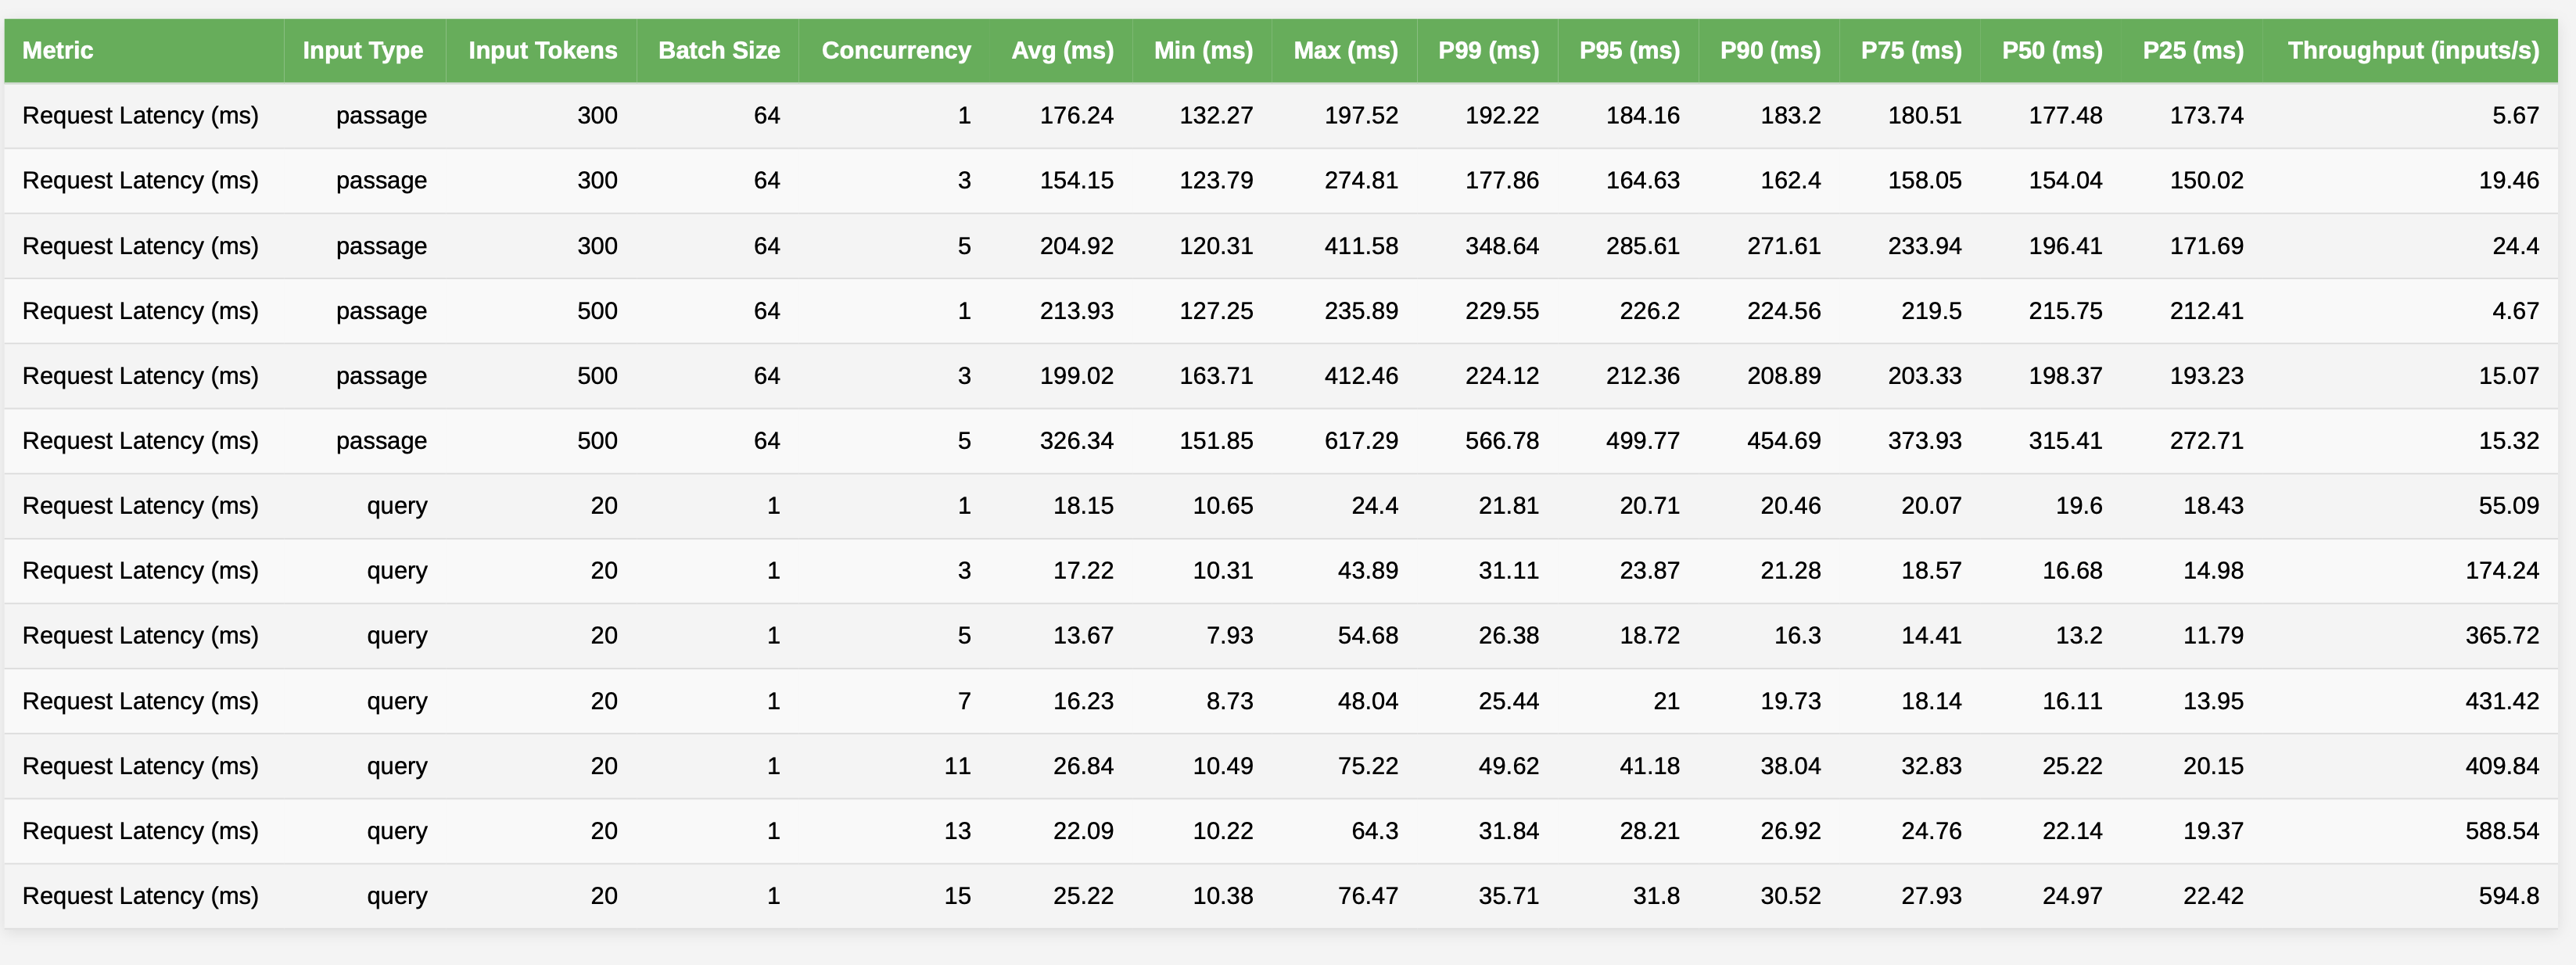 Metric Input Type Input Tokens Batch Size Concurrency Avg (ms) Min (ms) Max (ms) P99 (ms) P95 (ms) P90 (ms) P75 (ms) P50 (ms) P25 (ms) Throughput (inputs/s)
Request Latency (ms) passage 300 64 1 176.24 132.27 197.52 192.22 184.16 183.2 180.51 177.48 173.74 5.67
Request Latency (ms) passage 300 64 3 154.15 123.79 274.81 177.86 164.63 162.4 158.05 154.04 150.02 19.46
Request Latency (ms) passage 300 64 5 204.92 120.31 411.58 348.64 285.61 271.61 233.94 196.41 171.69 24.4
Request Latency (ms) passage 500 64 1 213.93 127.25 235.89 229.55 226.2 224.56 219.5 215.75 212.41 4.67
Request Latency (ms) passage 500 64 3 199.02 163.71 412.46 224.12 212.36 208.89 203.33 198.37 193.23 15.07
Request Latency (ms) passage 500 64 5 326.34 151.85 617.29 566.78 499.77 454.69 373.93 315.41 272.71 15.32
Request Latency (ms) query 20 1 1 18.15 10.65 24.4 21.81 20.71 20.46 20.07 19.6 18.43 55.09
Request Latency (ms) query 20 1 3 17.22 10.31 43.89 31.11 23.87 21.28 18.57 16.68 14.98 174.24
Request Latency (ms) query 20 1 5 13.67 7.93 54.68 26.38 18.72 16.3 14.41 13.2 11.79 365.72
Request Latency (ms) query 20 1 7 16.23 8.73 48.04 25.44 21 19.73 18.14 16.11 13.95 431.42
Request Latency (ms) query 20 1 11 26.84 10.49 75.22 49.62 41.18 38.04 32.83 25.22 20.15 409.84
Request Latency (ms) query 20 1 13 22.09 10.22 64.3 31.84 28.21 26.92 24.76 22.14 19.37 588.54
Request Latency (ms) query 20 1 15 25.22 10.38 76.47 35.71 31.8 30.52 27.93 24.97 22.42 594.8